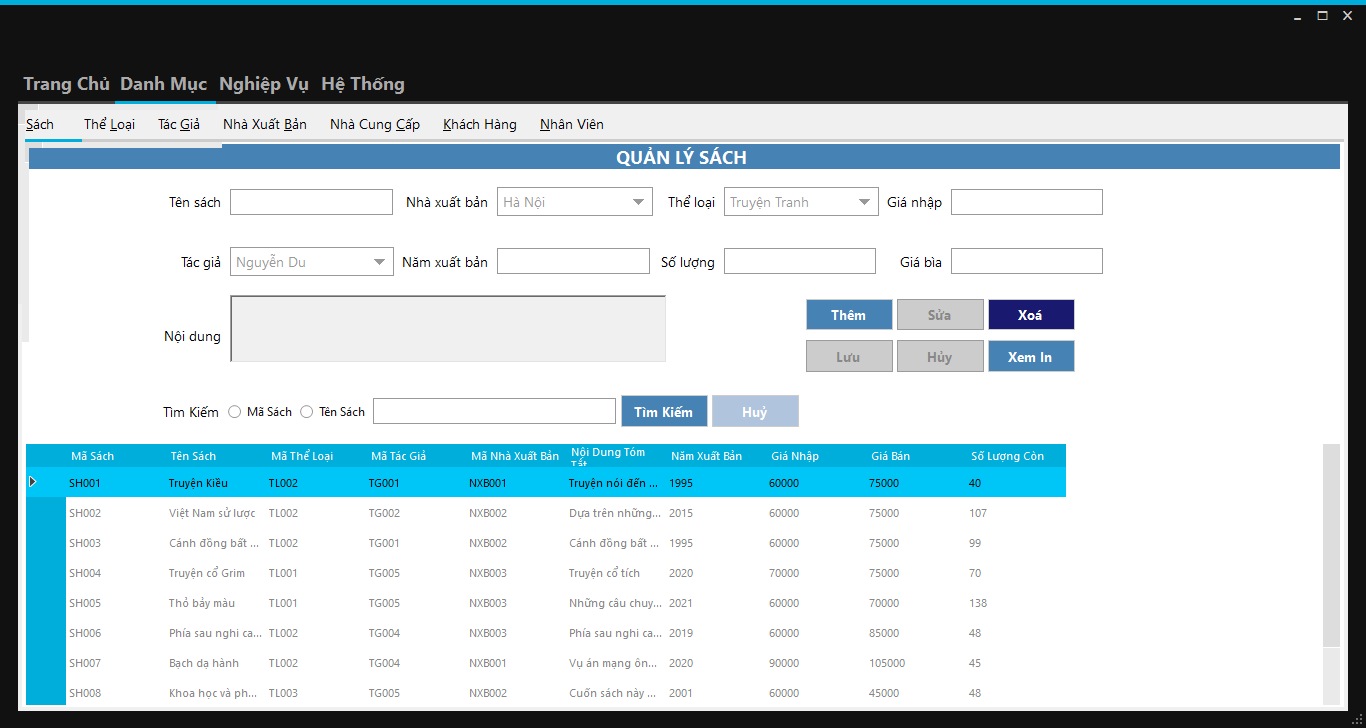 Trang Chủ Danh Mục Nghiệp Vụ Hệ Thống
Sách Thể Loại Tác Giả Nhà Xuất Bản Nhà Cung Cấp Khách Hàng Nhân Viên
QUẢN LÝ SÁCH
Tên sách Nhà xuất bản Hà Nội Thể loại Truyện Tranh Giá nhập
Tác giả Nguyễn Du Năm xuất bản Số lượng Giá bìa
Thêm Sửa Xoá
Nội dung
Lưu Hủy Xem In
Tìm Kiếm Mã Sách Tên Sách Tìm Kiếm Huỷ
Mã Sách Tên Sách Mã Thể Loại Mã Tác Giả Mã Nhà Xuất Bản Nội Dung Tóm Tắt Năm Xuất Bản Giá Nhập Giá Bán Số Lượng Còn
SH001 Truyện Kiều TL002 TG001 NXB001 Truyện nói đến ... 1995 60000 75000 40
SH002 Việt Nam sử lược TL002 TG002 NXB002 Dựa trên những... 2015 60000 75000 107
SH003 Cánh đồng bất ... TL002 TG001 NXB002 Cánh đồng bất ... 1995 60000 75000 99
SH004 Truyện cổ Grim TL001 TG005 NXB003 Truyện cổ tích 2020 70000 75000 70
SH005 Thỏ bảy màu TL001 TG005 NXB003 Những câu chuy... 2021 60000 70000 138
SH006 Phía sau nghi ca... TL002 TG004 NXB003 Phía sau nghi ca... 2019 60000 85000 48
SH007 Bạch dạ hành TL002 TG004 NXB001 Vụ án mạng ôn... 2020 90000 105000 45
SH008 Khoa học và ph... TL003 TG005 NXB002 Cuốn sách này ... 2001 60000 45000 48